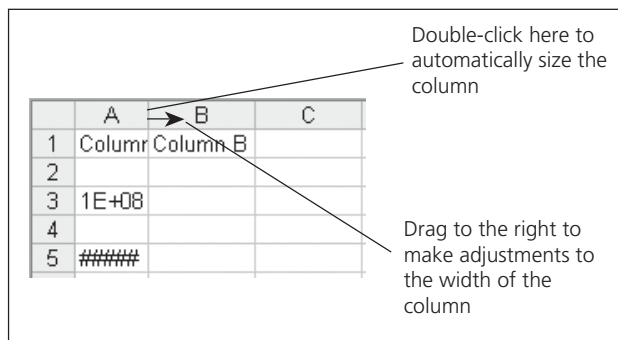 Double-click here to
automatically size the
column
A B C
1 Column Column B
2
3 1E+08
4
5 #####
Drag to the right to
make adjustments to
the width of the
column